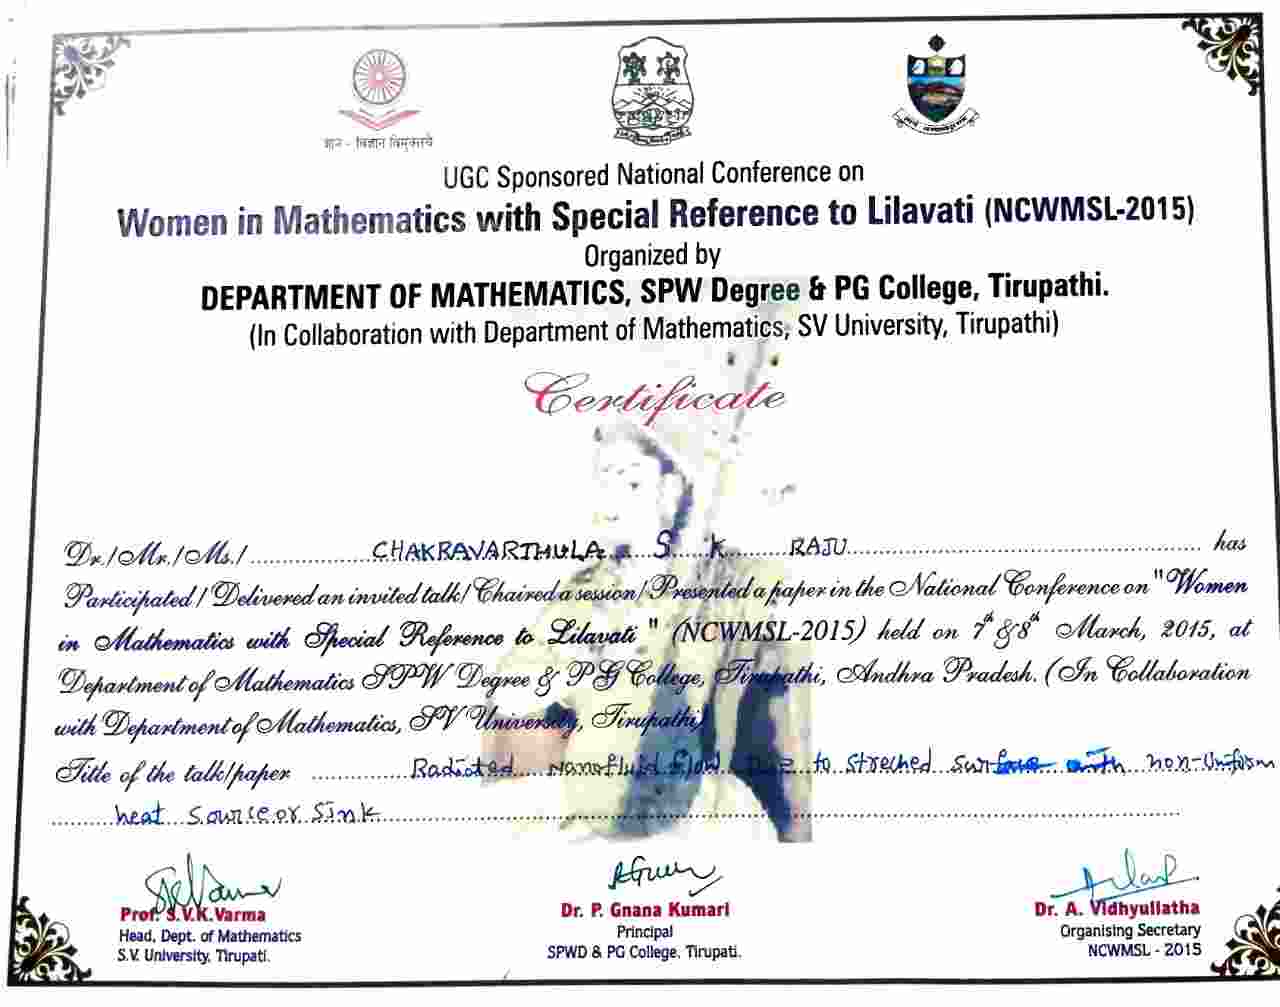 ज्ञान - विज्ञान विमुक्तये
UGC Sponsored National Conference on
Women in Mathematics with Special Reference to Lilavati (NCWMSL-2015)
Organized by
DEPARTMENT OF MATHEMATICS, SPW Degree & PG College, Tirupathi.
(In Collaboration with Department of Mathematics, SV University, Tirupathi)
Certificate
Dr./Mr./Ms./ CHAKRAVARTHULA S K RAJU has
Participated / Delivered an invited talk/ Chaired a session/ Presented a paper in the National Conference on "Women
in Mathematics with Special Reference to Lilavati" (NCWMSL-2015) held on 7th & 8th March, 2015, at
Department of Mathematics SPW Degree & PG College, Tirupathi, Andhra Pradesh. (In Collaboration
with Department of Mathematics, SV University, Tirupathi)
Title of the talk/paper Radiated nanofluid flow Due to streched surface with non-uniform
heat source or sink
Prof. S.V.K.Varma
Head, Dept. of Mathematics
S.V. University, Tirupati.
Dr. P. Gnana Kumari
Principal
SPWD & PG College, Tirupati.
Dr. A. Vidhyullatha
Organising Secretary
NCWMSL - 2015